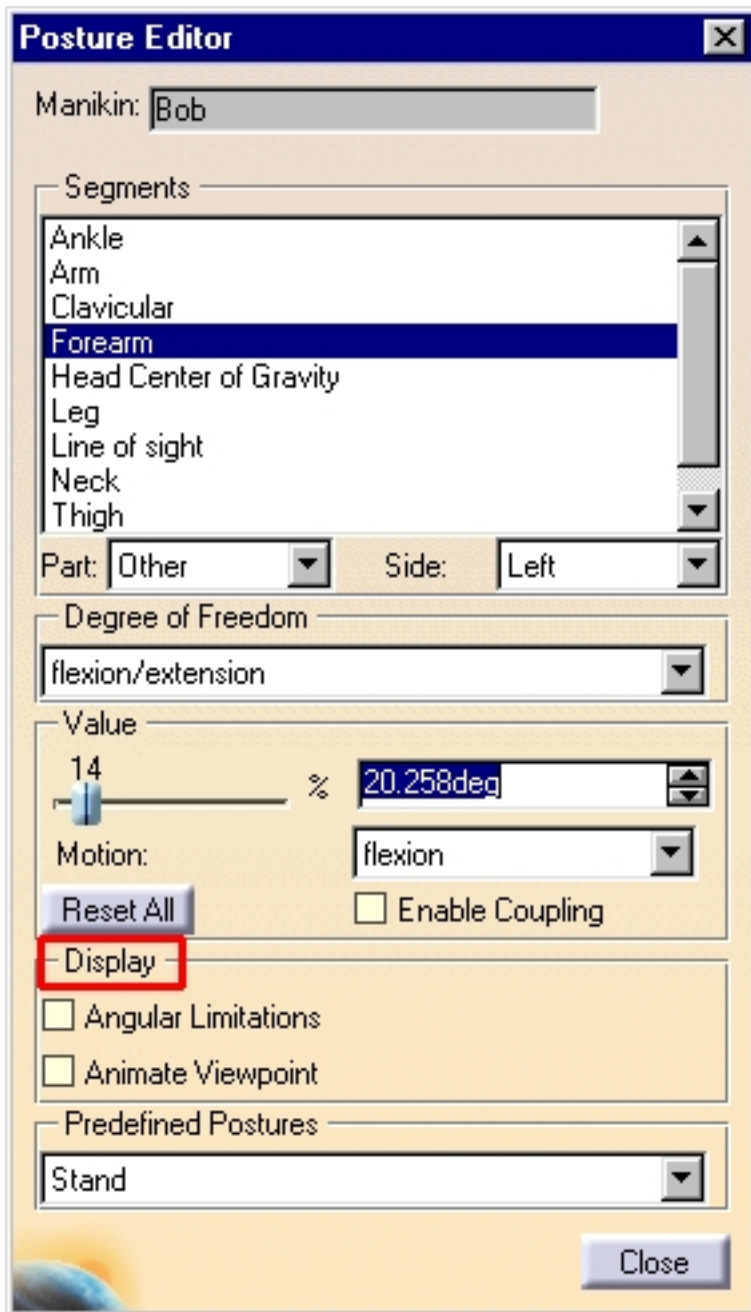 Posture Editor
Manikin: Bob
Segments
Ankle
Arm
Clavicular
Forearm
Head Center of Gravity
Leg
Line of sight
Neck
Thigh
Part: Other Side: Left
Degree of Freedom
flexion/extension
Value
14
% 20.258deg
Motion: flexion
Reset All Enable Coupling
Display
Angular Limitations
Animate Viewpoint
Predefined Postures
Stand
Close